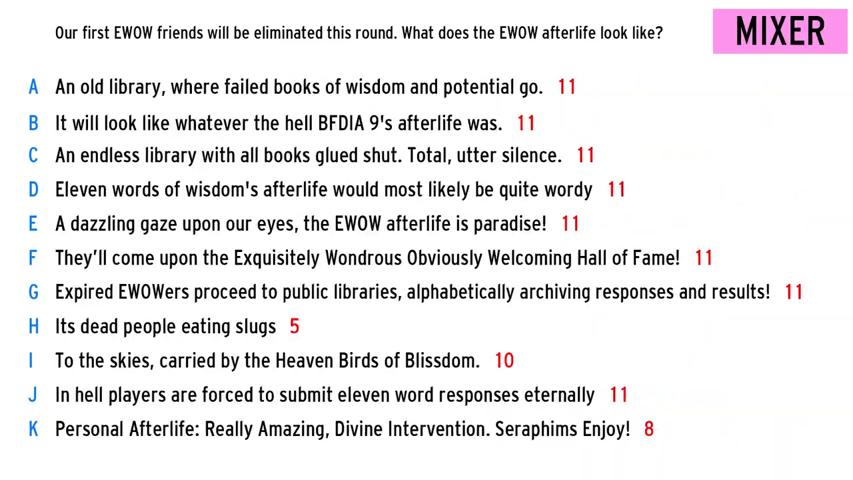 Our first EWOW friends will be eliminated this round. What does the EWOW afterlife look like?
MIXER
A An old library, where failed books of wisdom and potential go. 11
B It will look like whatever the hell BFDIA 9's afterlife was. 11
C An endless library with all books glued shut. Total, utter silence. 11
D Eleven words of wisdom's afterlife would most likely be quite wordy 11
E A dazzling gaze upon our eyes, the EWOW afterlife is paradise! 11
F They'll come upon the Exquisitely Wondrous Obviously Welcoming Hall of Fame! 11
G Expired EWOWers proceed to public libraries, alphabetically archiving responses and results! 11
H Its dead people eating slugs 5
I To the skies, carried by the Heaven Birds of Blissdom. 10
J In hell players are forced to submit eleven word responses eternally 11
K Personal Afterlife: Really Amazing, Divine Intervention. Seraphims Enjoy! 8